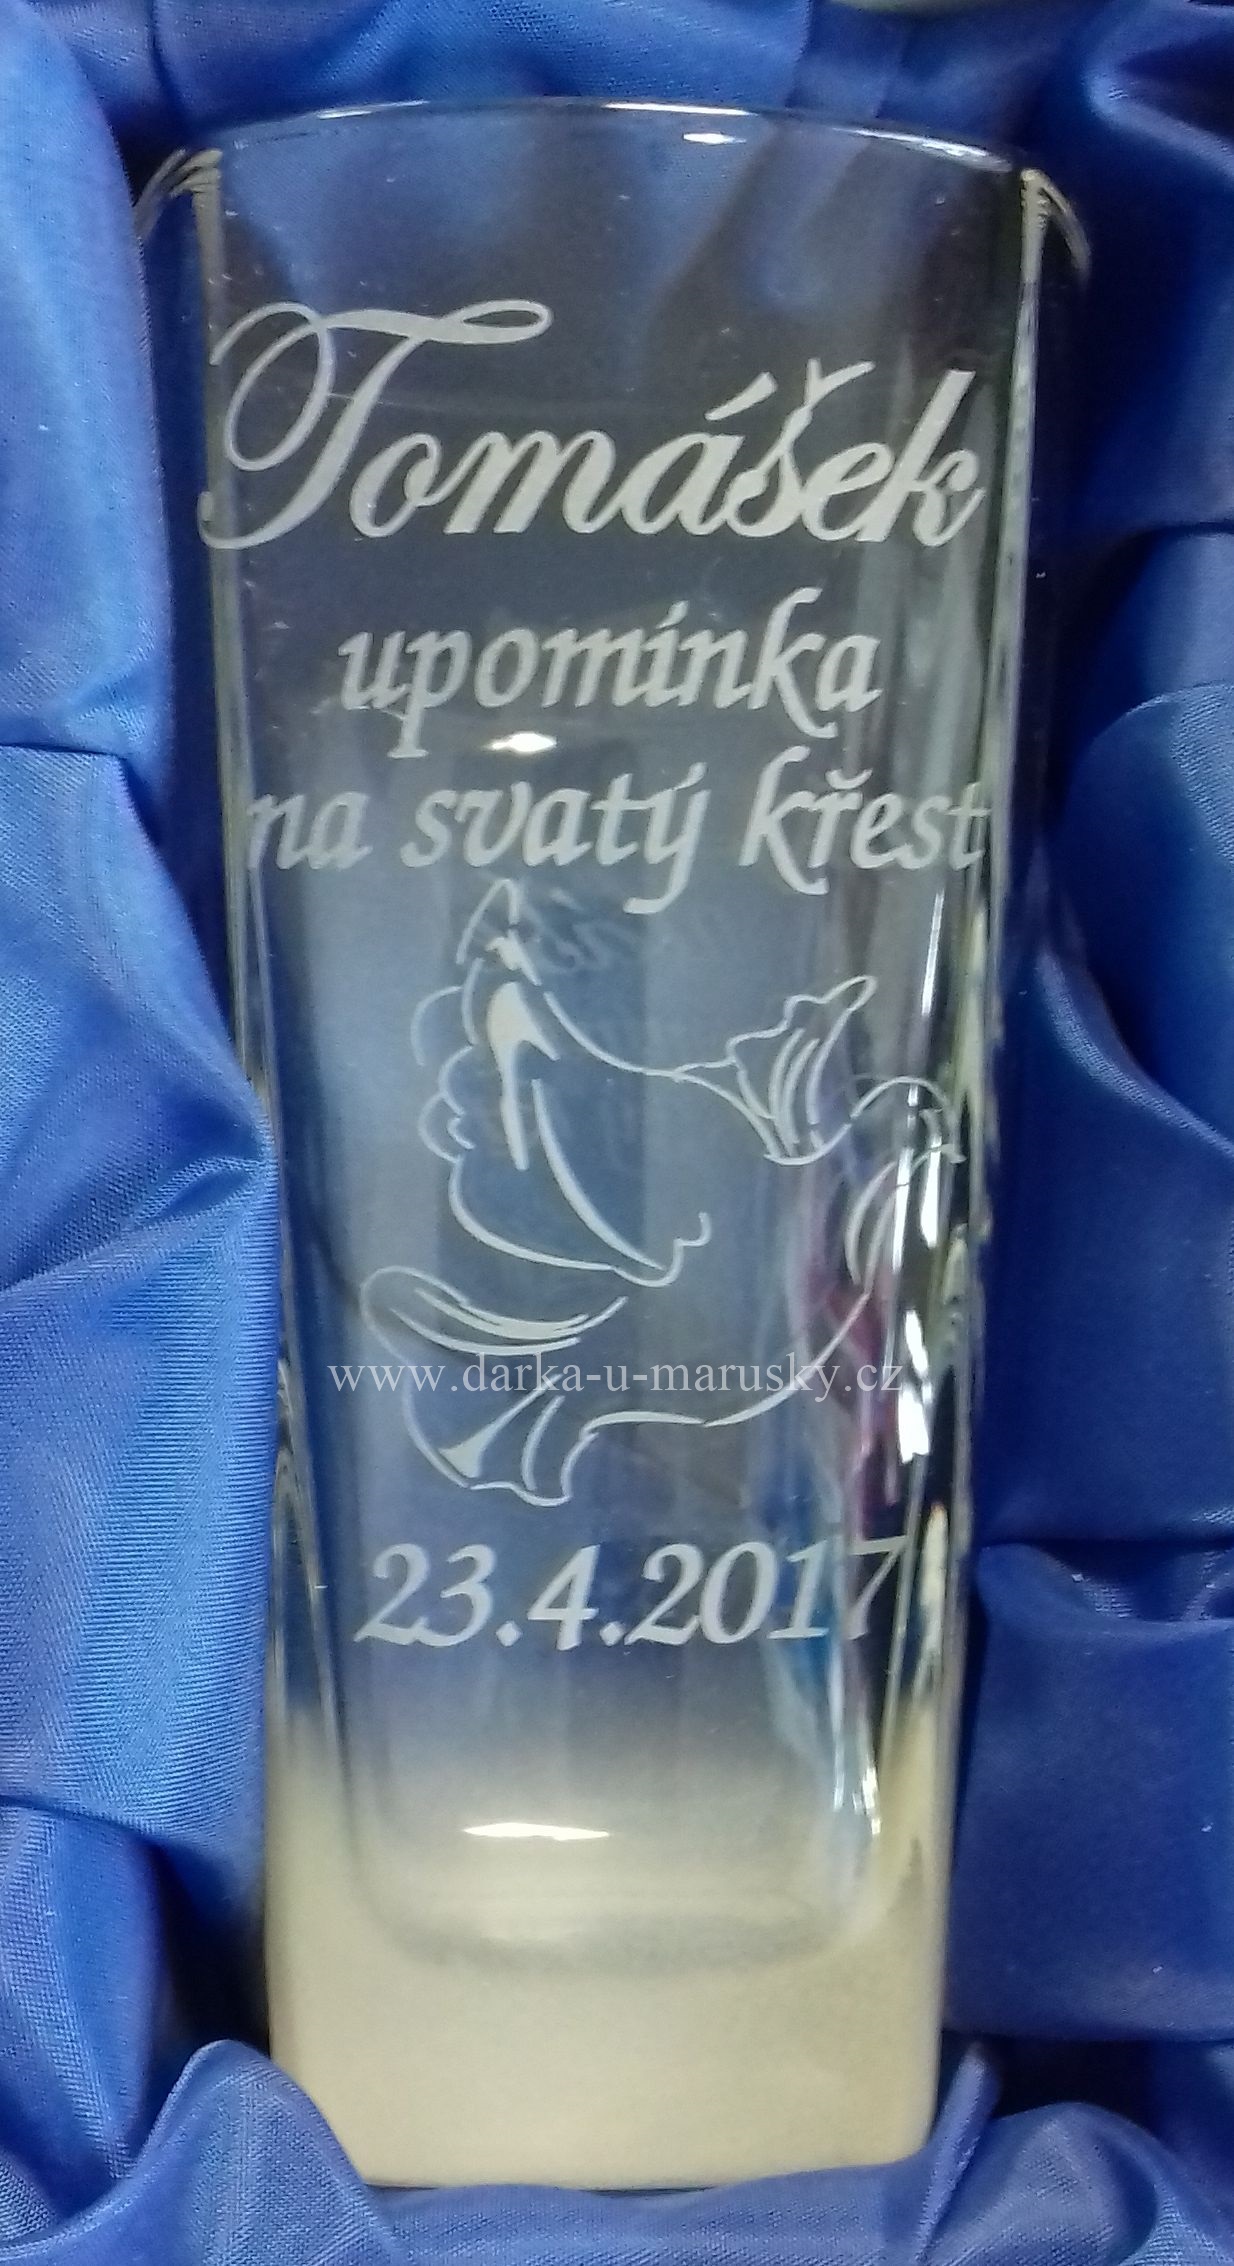 Tomášek
upomínka
na svatý křest
www.darka-u-marusky.cz
23.4.2017